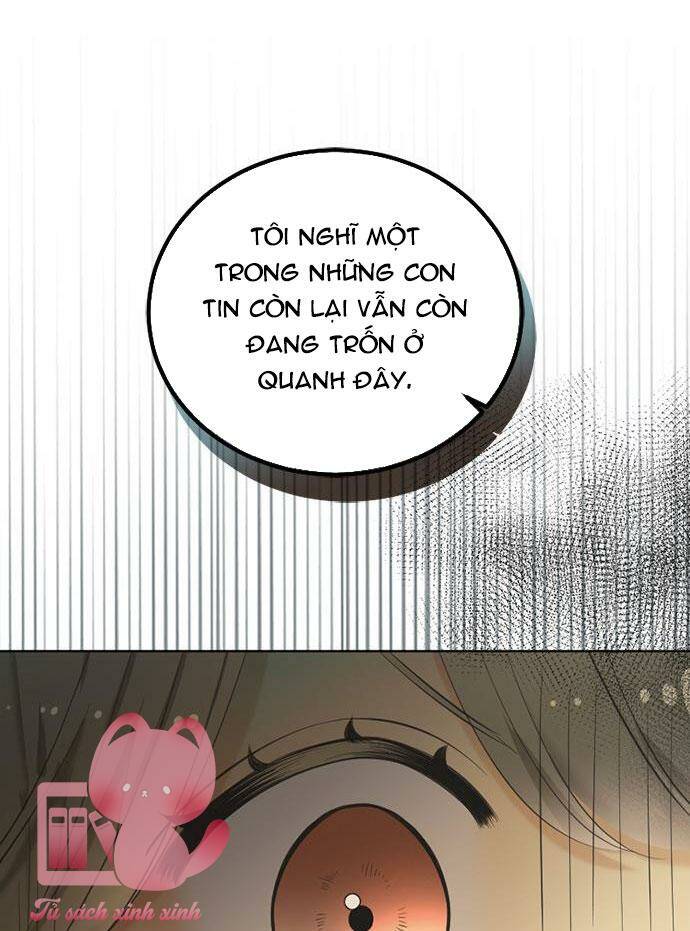 TÔI NGHĨ MỘT
TRONG NHỮNG CON
TIN CÒN LẠI VẪN CÒN
ĐANG TRỐN Ở
QUANH ĐÂY.
Tủ sách xinh xinh